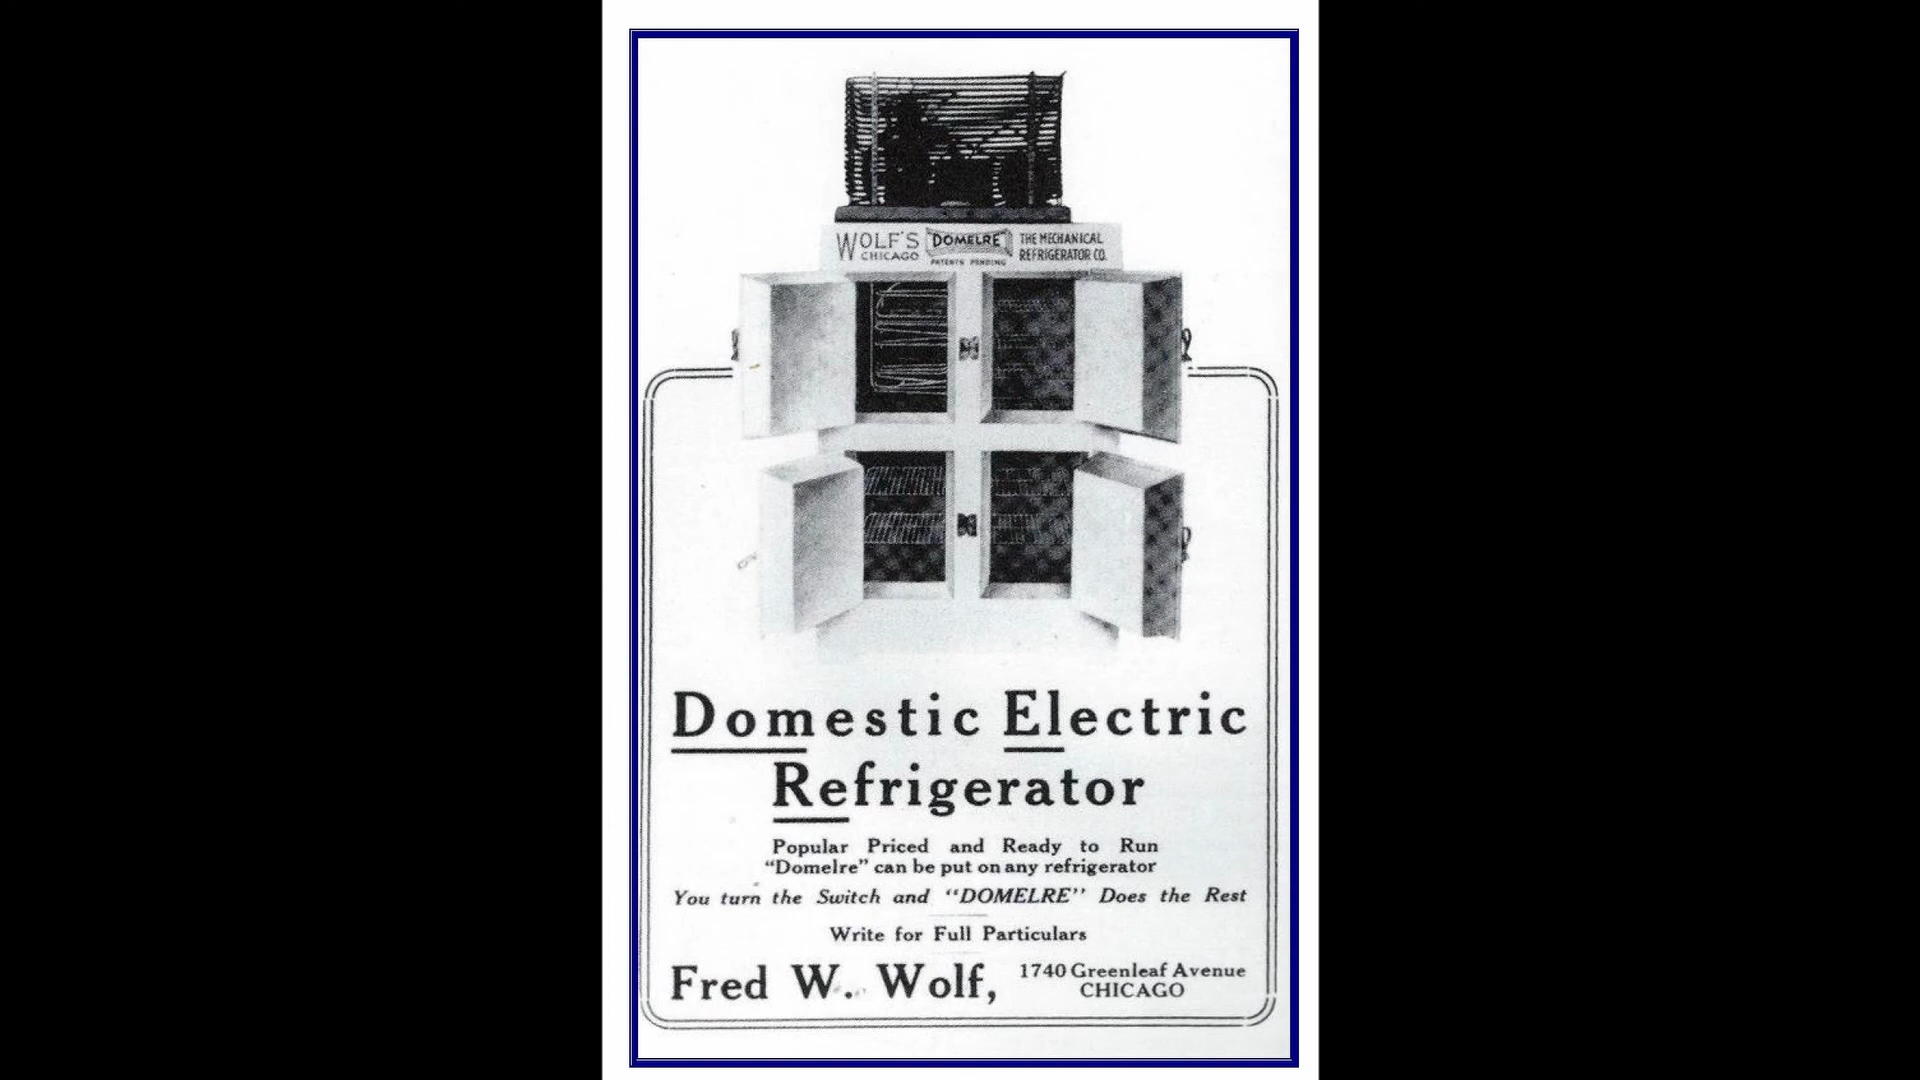 WOLF'S CHICAGO
DOMELRE
PATENTS PENDING
THE MECHANICAL
REFRIGERATOR CO.
Domestic Electric
Refrigerator
Popular Priced and Ready to Run
“Domelre” can be put on any refrigerator
You turn the Switch and “DOMELRE” Does the Rest
Write for Full Particulars
Fred W. Wolf,
1740 Greenleaf Avenue
CHICAGO